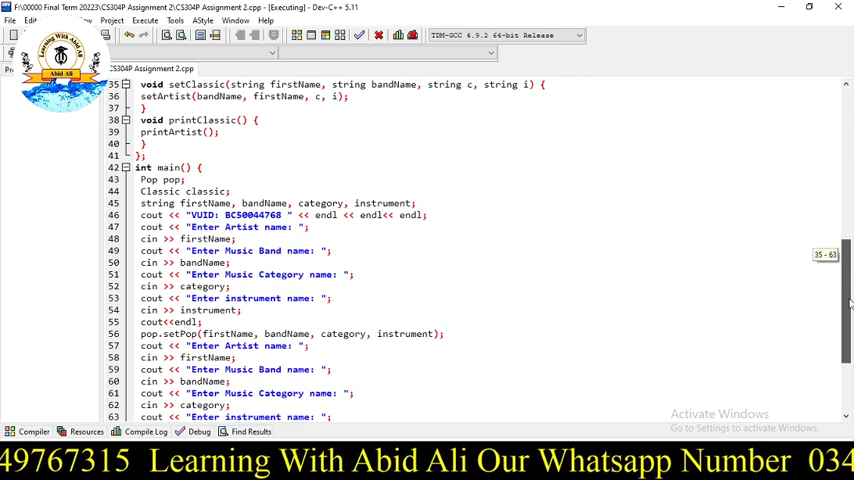 F:\00000 Final Term 20223\CS304P Assignment 2\CS304P Assignment 2.cpp - [Executing] - Dev-C++ 5.11
File Search View Project Execute Tools AStyle Window Help
TDM-GCC 4.9.2 64-bit Release
Learning With Abid Ali
Abid Ali
CS304P Assignment 2.cpp
35 void setClassic(string firstName, string bandName, string c, string i) {
36 setArtist(bandName, firstName, c, i);
37 }
38 void printClassic() {
39 printArtist();
40 }
41 };
42 int main() {
43 Pop pop;
44 Classic classic;
45 string firstName, bandName, category, instrument;
46 cout << "VUID: BC50044768 " << endl << endl<< endl;
47 cout << "Enter Artist name: ";
48 cin >> firstName;
49 cout << "Enter Music Band name: ";
50 cin >> bandName;
51 cout << "Enter Music Category name: ";
52 cin >> category;
53 cout << "Enter instrument name: ";
54 cin >> instrument;
55 cout<<endl;
56 pop.setPop(firstName, bandName, category, instrument);
57 cout << "Enter Artist name: ";
58 cin >> firstName;
59 cout << "Enter Music Band name: ";
60 cin >> bandName;
61 cout << "Enter Music Category name: ";
62 cin >> category;
63 cout << "Enter instrument name: ";
35 - 63
Activate Windows
Go to Settings to activate Windows.
Compiler Resources Compile Log Debug Find Results
49767315 Learning With Abid Ali Our Whatsapp Number 034